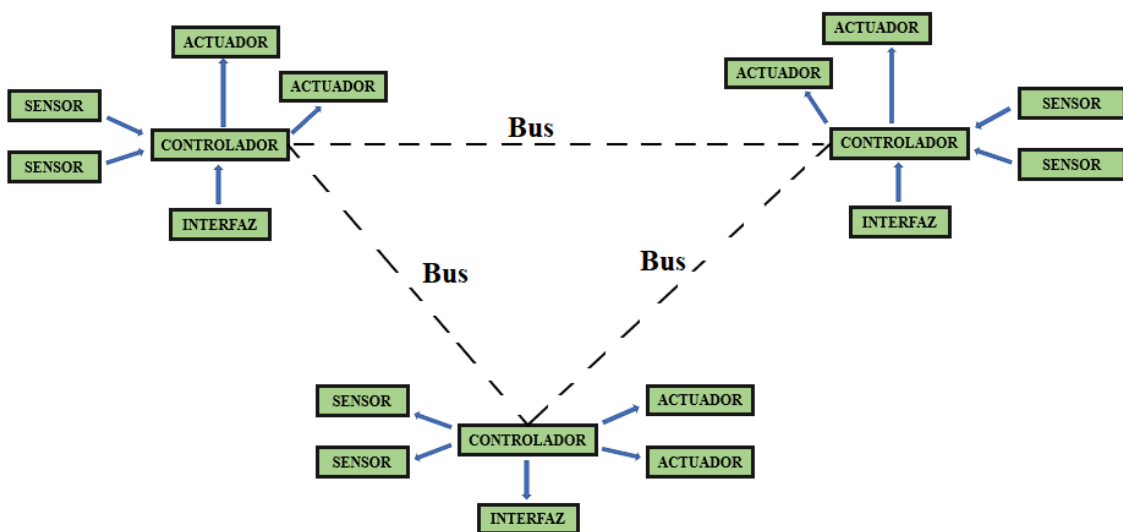 ACTUADOR
ACTUADOR
SENSOR
CONTROLADOR
SENSOR
INTERFAZ
Bus
ACTUADOR
ACTUADOR
SENSOR
CONTROLADOR
SENSOR
INTERFAZ
Bus
Bus
SENSOR
ACTUADOR
CONTROLADOR
SENSOR
ACTUADOR
INTERFAZ